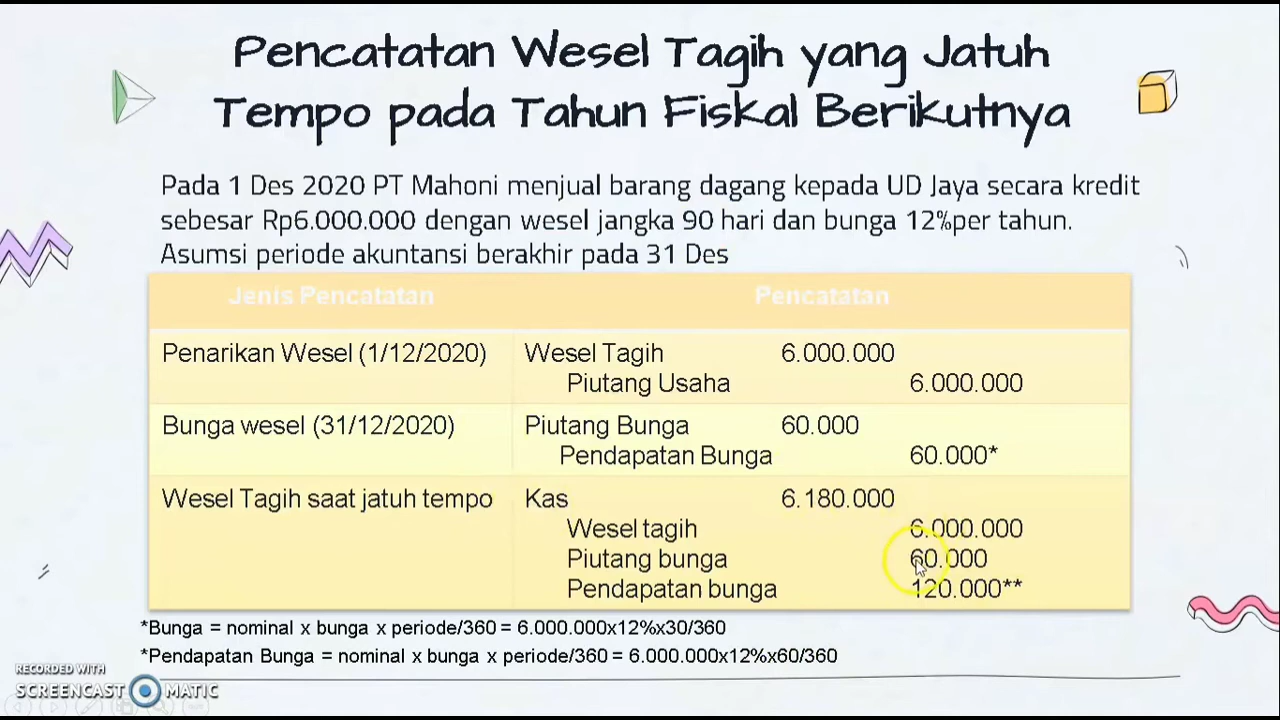 Pencatatan Wesel Tagih yang Jatuh
Tempo pada Tahun Fiskal Berikutnya
Pada 1 Des 2020 PT Mahoni menjual barang dagang kepada UD Jaya secara kredit
sebesar Rp6.000.000 dengan wesel jangka 90 hari dan bunga 12%per tahun.
Asumsi periode akuntansi berakhir pada 31 Des
Jenis Pencatatan Pencatatan
Penarikan Wesel (1/12/2020) Wesel Tagih 6.000.000
Piutang Usaha 6.000.000
Bunga wesel (31/12/2020) Piutang Bunga 60.000
Pendapatan Bunga 60.000*
Wesel Tagih saat jatuh tempo Kas 6.180.000
Wesel tagih 6.000.000
Piutang bunga 60.000
Pendapatan bunga 120.000**
*Bunga = nominal x bunga x periode/360 = 6.000.000x12%x30/360
*Pendapatan Bunga = nominal x bunga x periode/360 = 6.000.000x12%x60/360
RECORDED WITH
SCREENCAST MATIC